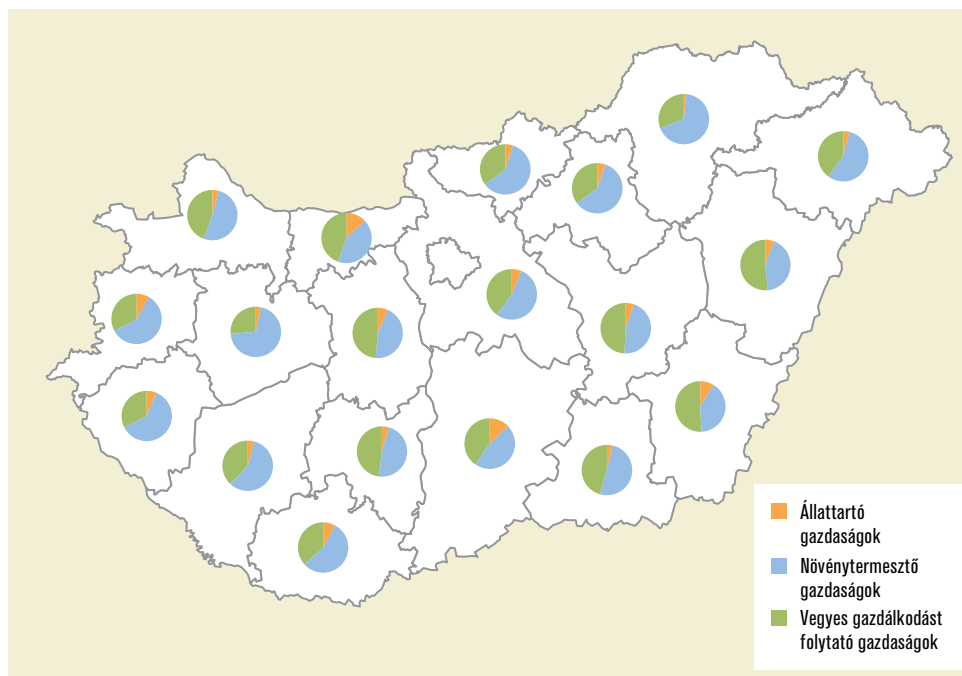 Állattartó
gazdaságok
Növénytermesztő
gazdaságok
Vegyes gazdálkodást
folytató gazdaságok